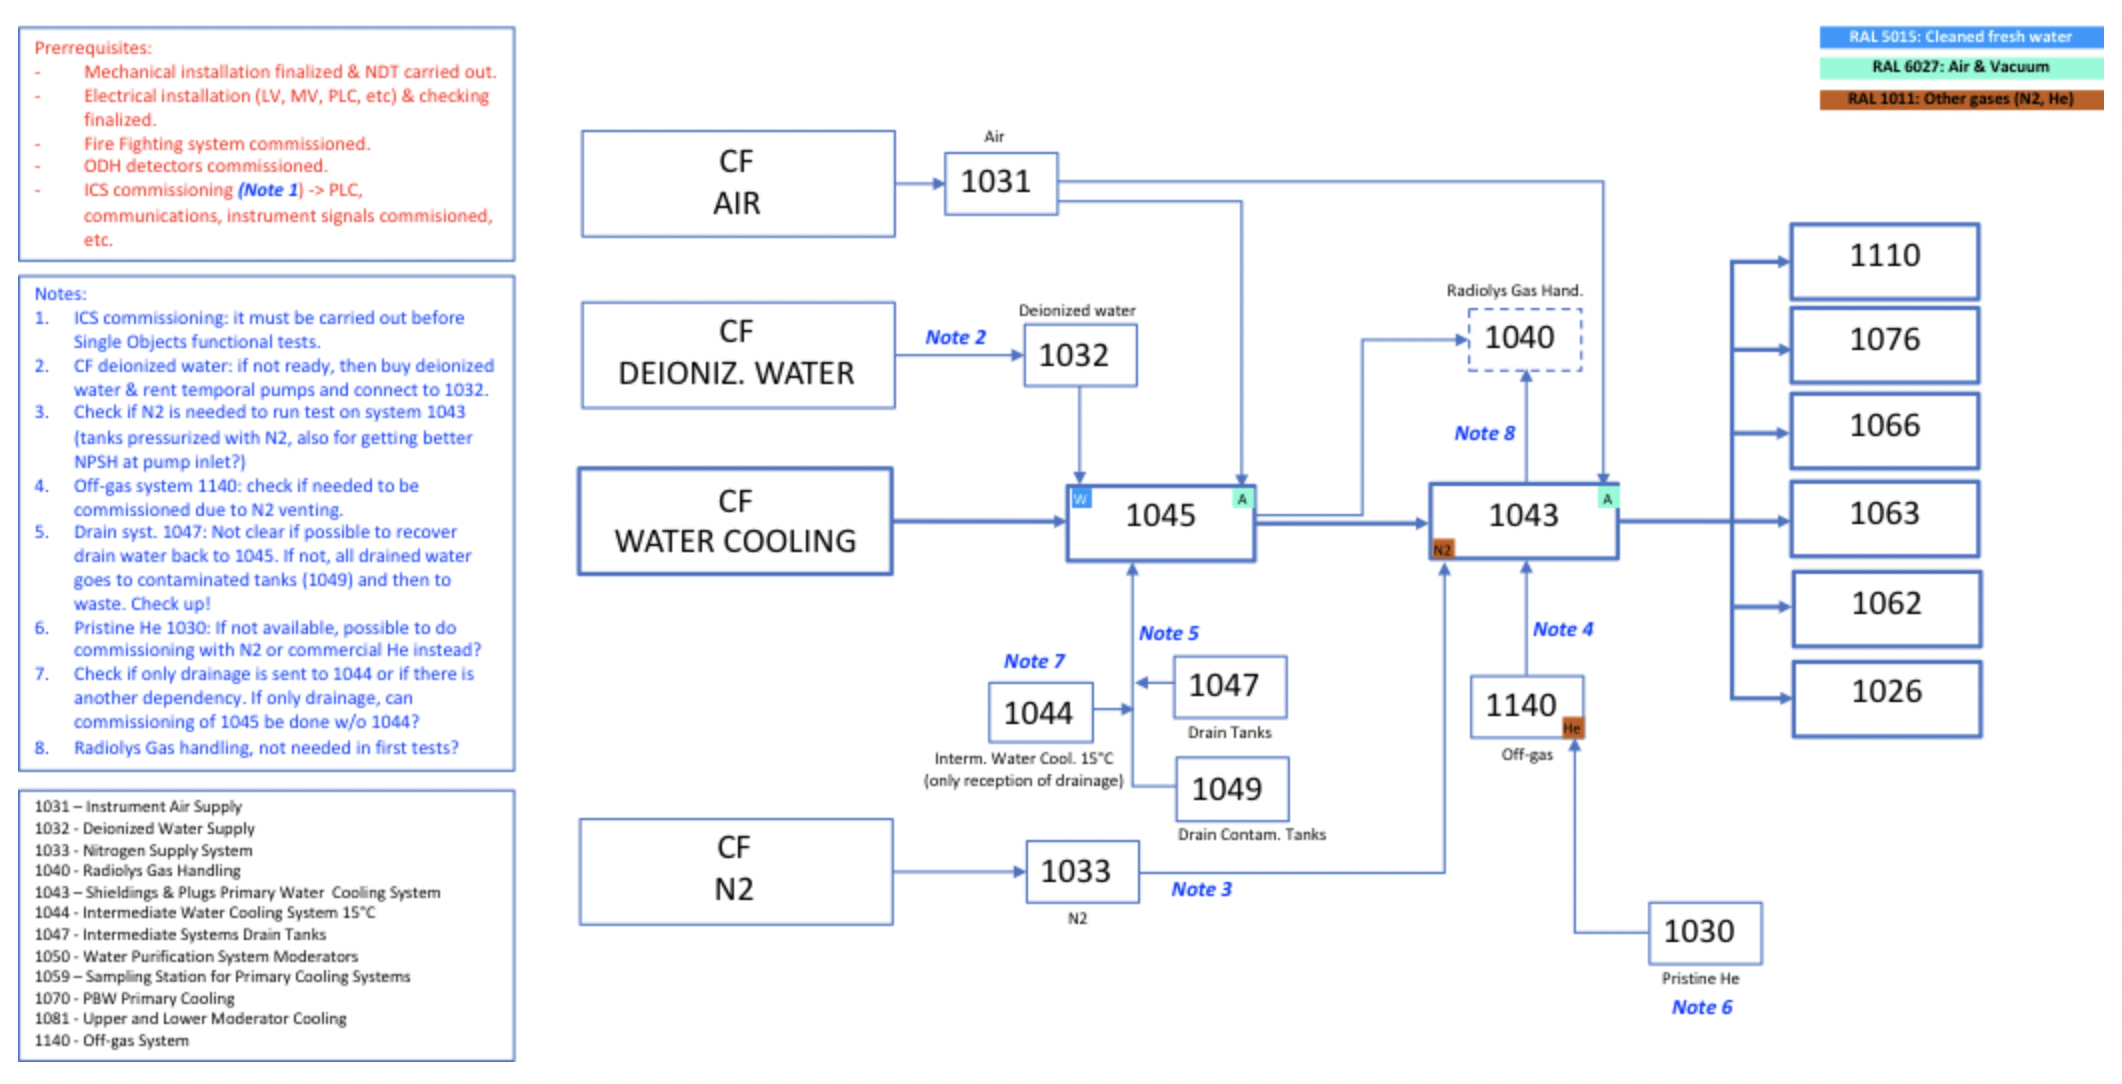 Prerrequisites:
- Mechanical installation finalized & NDT carried out.
- Electrical installation (LV, MV, PLC, etc) & checking
finalized.
- Fire Fighting system commissioned.
- ODH detectors commissioned.
- ICS commissioning (Note 1) -> PLC,
communications, instrument signals commisioned,
etc.
Notes:
1. ICS commissioning: it must be carried out before
Single Objects functional tests.
2. CF deionized water: if not ready, then buy deionized
water & rent temporal pumps and connect to 1032.
3. Check if N2 is needed to run test on system 1043
(tanks pressurized with N2, also for getting better
NPSH at pump inlet?)
4. Off-gas system 1140: check if needed to be
commissioned due to N2 venting.
5. Drain syst. 1047: Not clear if possible to recover
drain water back to 1045. If not, all drained water
goes to contaminated tanks (1049) and then to
waste. Check up!
6. Pristine He 1030: If not available, possible to do
commissioning with N2 or commercial He instead?
7. Check if only drainage is sent to 1044 or if there is
another dependency. If only drainage, can
commissioning of 1045 be done w/o 1044?
8. Radiolys Gas handling, not needed in first tests?
1031 – Instrument Air Supply
1032 - Deionized Water Supply
1033 - Nitrogen Supply System
1040 - Radiolys Gas Handling
1043 – Shieldings & Plugs Primary Water Cooling System
1044 - Intermediate Water Cooling System 15°C
1047 - Intermediate Systems Drain Tanks
1050 - Water Purification System Moderators
1059 – Sampling Station for Primary Cooling Systems
1070 - PBW Primary Cooling
1081 - Upper and Lower Moderator Cooling
1140 - Off-gas System
RAL 5015: Cleaned fresh water
RAL 6027: Air & Vacuum
RAL 1011: Other gases (N2, He)
CF
AIR
Air
1031
CF
DEIONIZ. WATER
Note 2
Deionized water
1032
Radiolys Gas Hand.
1040
Note 8
CF
WATER COOLING
W
1045
A
1043
A
N2
1110
1076
1066
1063
1062
1026
Note 5
Note 7
1044
Interm. Water Cool. 15°C
(only reception of drainage)
1047
Drain Tanks
1049
Drain Contam. Tanks
Note 4
1140
He
Off-gas
CF
N2
1033
N2
Note 3
1030
Pristine He
Note 6